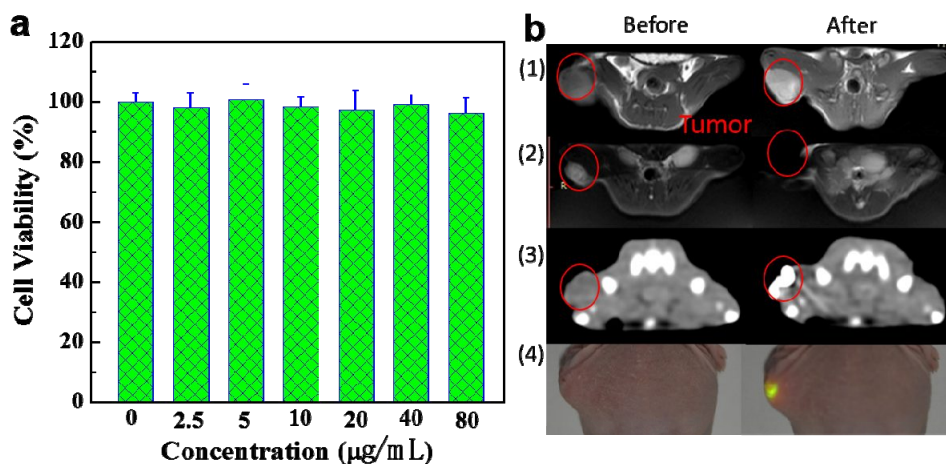 a
120
100
80
60
40
20
0
Cell Viability (%)
0 2.5 5 10 20 40 80
Concentration (μg/mL)
b
Before After
(1)
Tumor
(2)
R
(3)
(4)